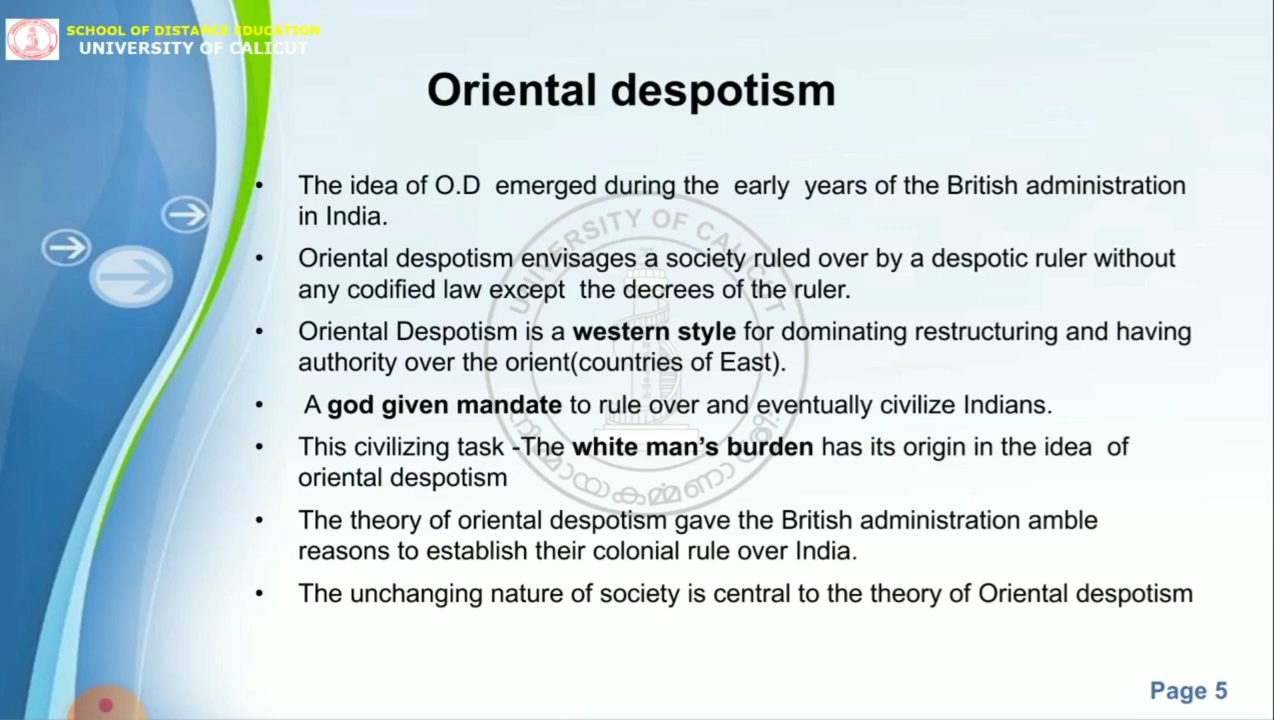 SCHOOL OF DISTANCE EDUCATION
UNIVERSITY OF CALICUT
Oriental despotism
• The idea of O.D emerged during the early years of the British administration
in India.
• Oriental despotism envisages a society ruled over by a despotic ruler without
any codified law except the decrees of the ruler.
• Oriental Despotism is a western style for dominating restructuring and having
authority over the orient(countries of East).
• A god given mandate to rule over and eventually civilize Indians.
• This civilizing task -The white man's burden has its origin in the idea of
oriental despotism
• The theory of oriental despotism gave the British administration amble
reasons to establish their colonial rule over India.
• The unchanging nature of society is central to the theory of Oriental despotism
UNIVERSITY OF CALICUT
Page 5